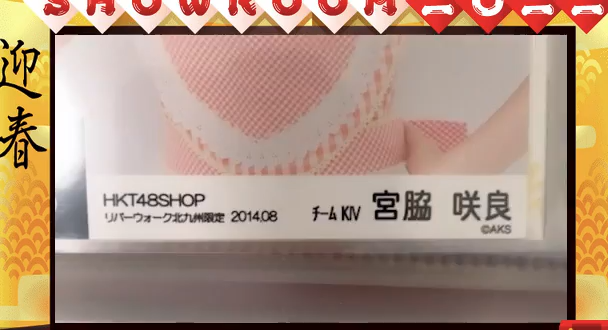 SHOWROOM 2022
迎春
HKT48SHOP
リバーウォーク北九州限定 2014.08
チームKIV 宮脇 咲良
©AKS